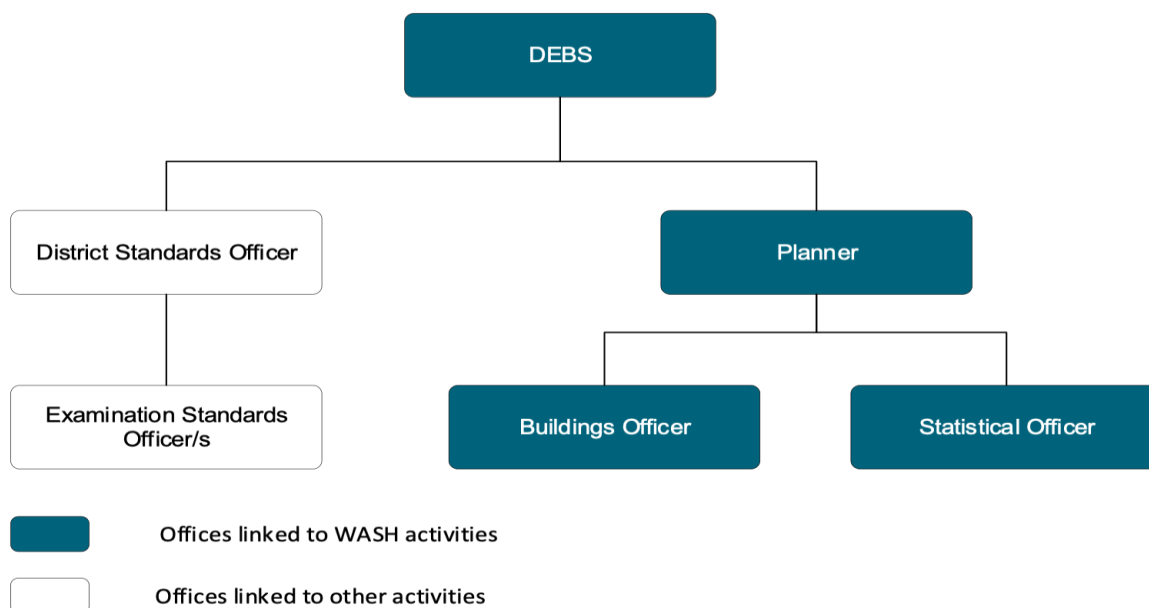 DEBS
District Standards Officer
Planner
Examination Standards
Officer/s
Buildings Officer
Statistical Officer
Offices linked to WASH activities
Offices linked to other activities